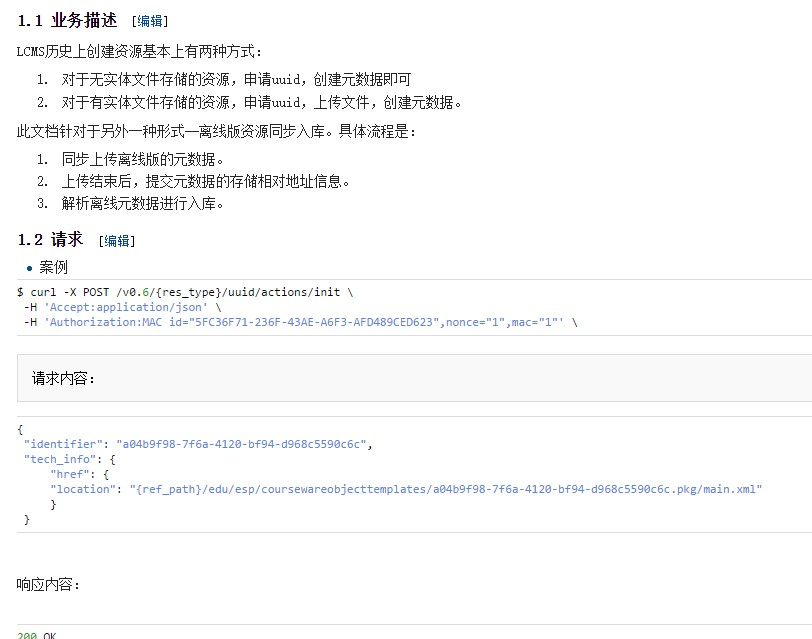 1.1 业务描述 [编辑]
LCMS历史上创建资源基本上有两种方式：
1. 对于无实体文件存储的资源，申请uuid，创建元数据即可
2. 对于有实体文件存储的资源，申请uuid，上传文件，创建元数据。
此文档针对于另外一种形式—离线版资源同步入库。具体流程是：
1. 同步上传离线版的元数据。
2. 上传结束后，提交元数据的存储相对地址信息。
3. 解析离线元数据进行入库。
1.2 请求 [编辑]
案例
$ curl -X POST /v0.6/{res_type}/uuid/actions/init \
-H 'Accept:application/json' \
-H 'Authorization:MAC id="5FC36F71-236F-43AE-A6F3-AFD489CED623",nonce="1",mac="1"' \
请求内容：
{
"identifier": "a04b9f98-7f6a-4120-bf94-d968c5590c6c",
"tech_info": {
"href": {
"location": "{ref_path}/edu/esp/coursewareobjecttemplates/a04b9f98-7f6a-4120-bf94-d968c5590c6c.pkg/main.xml"
}
}
响应内容：
200 OK